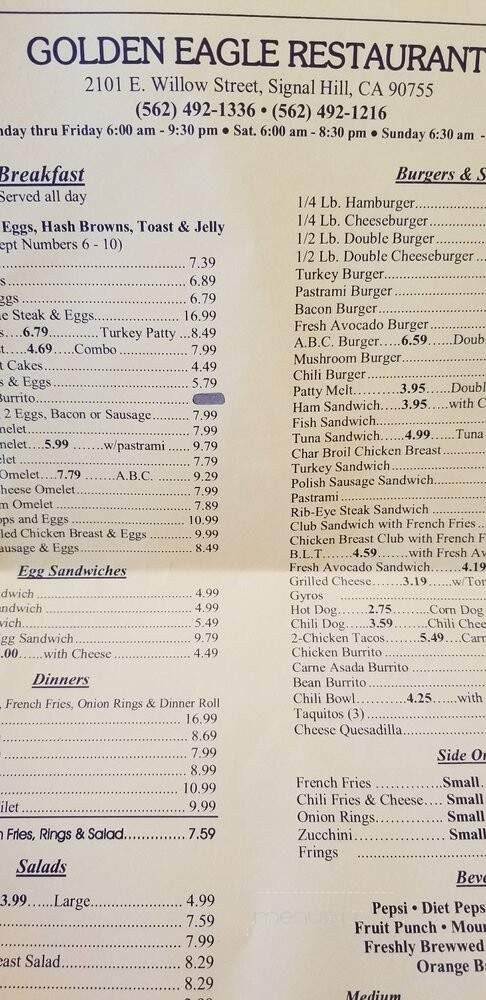 GOLDEN EAGLE RESTAURANT
2101 E. Willow Street, Signal Hill, CA 90755
(562) 492-1336 • (562) 492-1216
nday thru Friday 6:00 am - 9:30 pm ● Sat. 6:00 am - 8:30 pm ● Sunday 6:30 am -
Breakfast
Served all day
Eggs, Hash Browns, Toast & Jelly
ept Numbers 6 - 10)
7.39
s 6.89
ggs 6.79
e Steak & Eggs 16.99
s....6.79...........Turkey Patty ...8.49
t.....4.69....Combo 7.99
t Cakes 4.49
s & Eggs 5.79
Burrito
2 Eggs, Bacon or Sausage 7.99
melet 7.99
melet....5.99 .......w/pastrami ..... 9.79
elet 7.79
Omelet....7.79 .......A.B.C. ....... 9.29
Cheese Omelet 7.99
m Omelet 7.89
ops and Eggs 10.99
led Chicken Breast & Eggs 9.99
ausage & Eggs 8.49
Egg Sandwiches
dwich 4.99
andwich 4.99
wich 5.49
gg Sandwich 9.79
.00......with Cheese 4.49
Dinners
, French Fries, Onion Rings & Dinner Roll
16.99
8.69
7.99
8.99
10.99
ilet 9.99
h Fries, Rings & Salad............. 7.59
Salads
3.99......Large 4.99
7.59
7.99
east Salad 8.29
8.29
Burgers & S
1/4 Lb. Hamburger
1/4 Lb. Cheeseburger
1/2 Lb. Double Burger
1/2 Lb. Double Cheeseburger
Turkey Burger
Pastrami Burger
Bacon Burger
Fresh Avocado Burger
A.B.C. Burger.....6.59......Doub
Mushroom Burger
Chili Burger
Patty Melt..........3.95......Doubl
Ham Sandwich....3.95.....with C
Fish Sandwich
Tuna Sandwich.....4.99.....Tuna
Char Broil Chicken Breast
Turkey Sandwich
Polish Sausage Sandwich
Pastrami
Rib-Eye Steak Sandwich
Club Sandwich with French Fries
Chicken Breast Club with French F
B.L.T.....4.59......with Fresh Av
Fresh Avocado Sandwich......4.19
Grilled Cheese......3.19....w/Tom
Gyros
Hot Dog.......2.75.........Corn Dog
Chili Dog.....3.59.......Chili Chee
2-Chicken Tacos........5.49....Carn
Chicken Burrito
Carne Asada Burrito
Bean Burrito
Chili Bowl...........4.25......with
Taquitos (3)
Cheese Quesadilla
Side Or
French Fries .............Small
Chili Fries & Cheese.... Small
Onion Rings.............. Small
Zucchini.................... Small
Frings
Beve
Pepsi • Diet Peps
Fruit Punch • Moun
Freshly Brewwed
Orange Ba
Medium